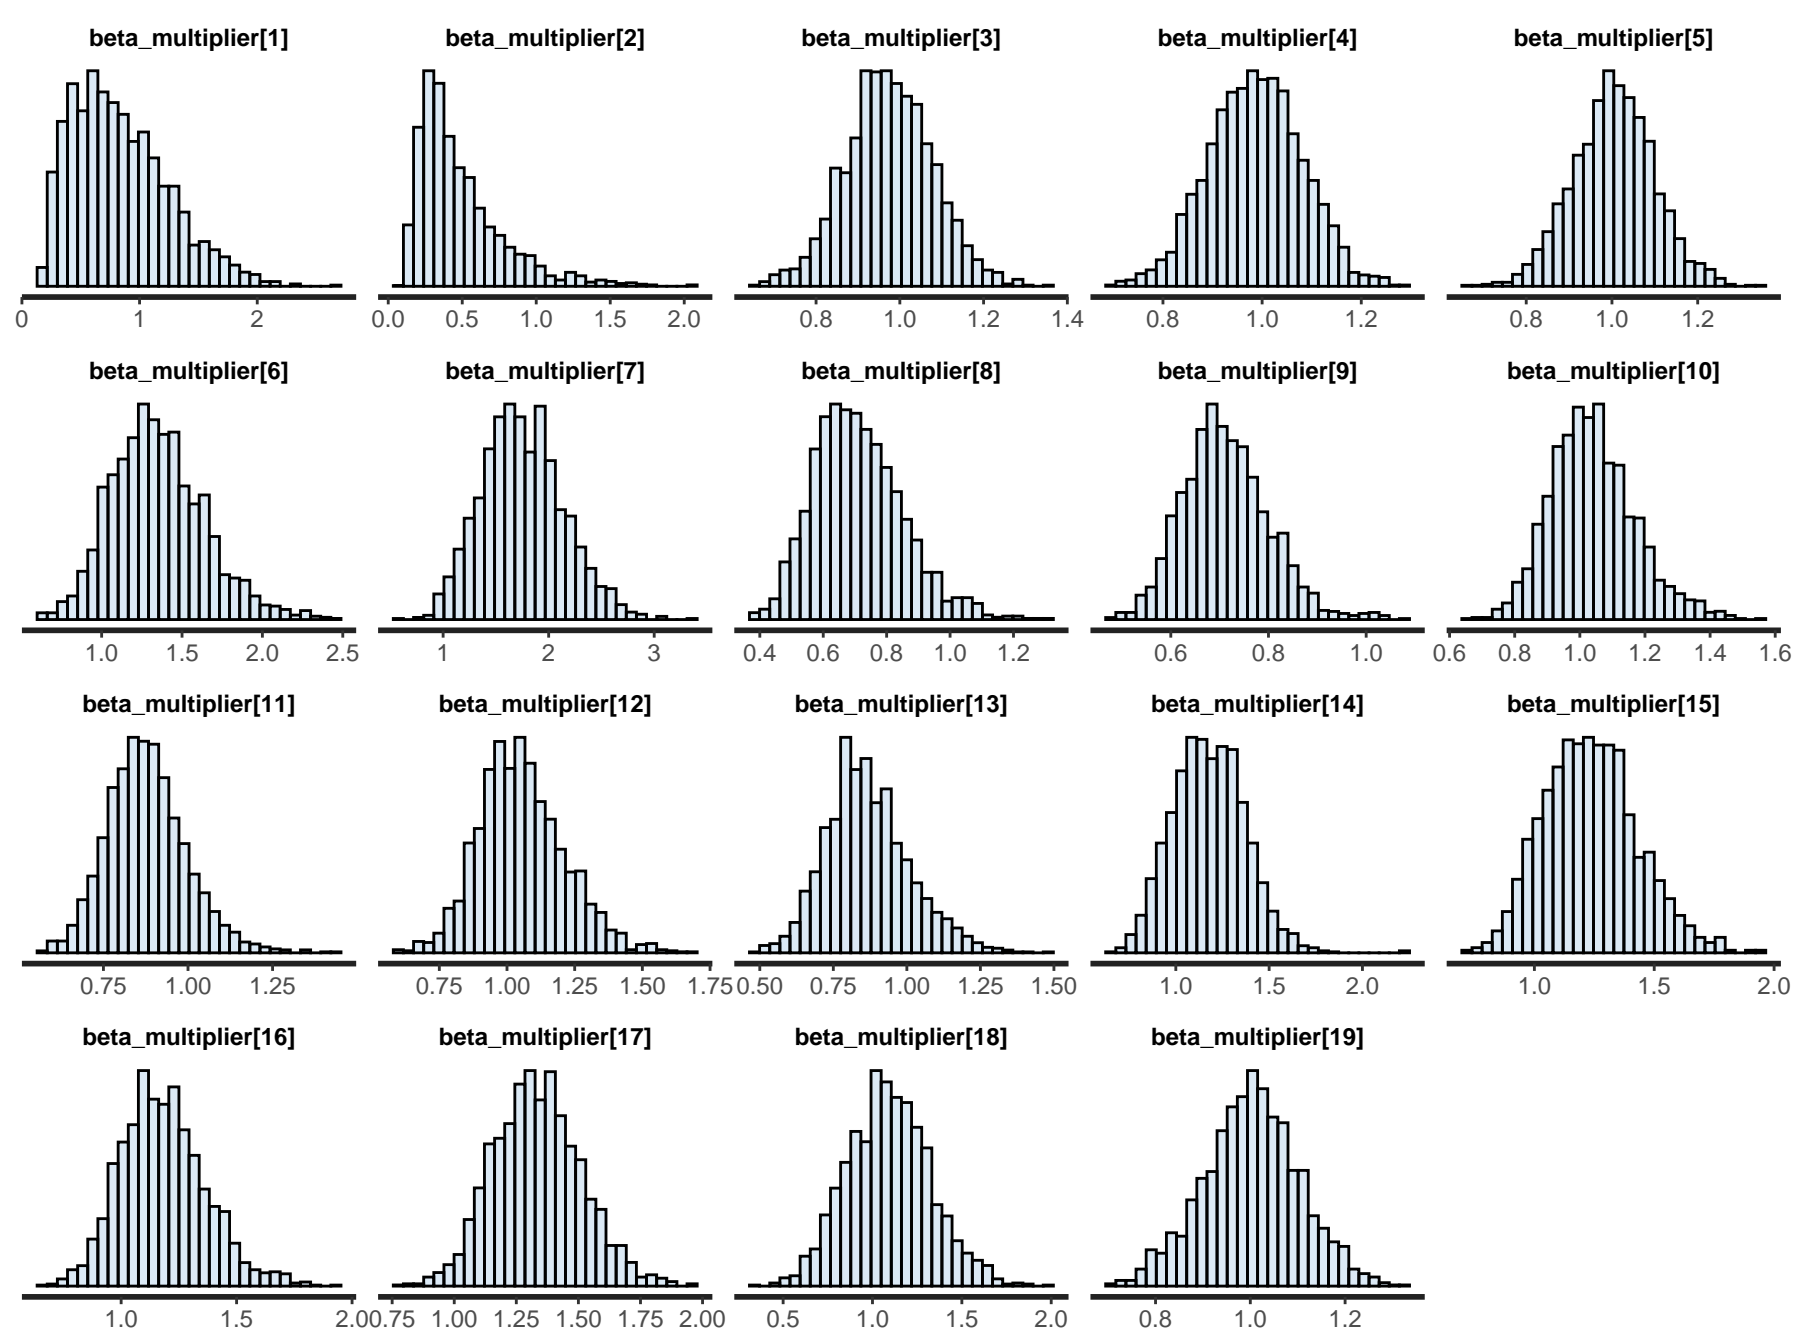 beta_multiplier[1] beta_multiplier[2] beta_multiplier[3] beta_multiplier[4] beta_multiplier[5]
0 1 2 0.0 0.5 1.0 1.5 2.0 0.8 1.0 1.2 1.4 0.8 1.0 1.2 0.8 1.0 1.2
beta_multiplier[6] beta_multiplier[7] beta_multiplier[8] beta_multiplier[9] beta_multiplier[10]
1.0 1.5 2.0 2.5 1 2 3 0.4 0.6 0.8 1.0 1.2 0.6 0.8 1.0 0.6 0.8 1.0 1.2 1.4 1.6
beta_multiplier[11] beta_multiplier[12] beta_multiplier[13] beta_multiplier[14] beta_multiplier[15]
0.75 1.00 1.25 0.75 1.00 1.25 1.50 1.75 0.50 0.75 1.00 1.25 1.50 1.0 1.5 2.0 1.0 1.5 2.0
beta_multiplier[16] beta_multiplier[17] beta_multiplier[18] beta_multiplier[19]
1.0 1.5 2.0 0.75 1.00 1.25 1.50 1.75 2.00 0.5 1.0 1.5 2.0 0.8 1.0 1.2